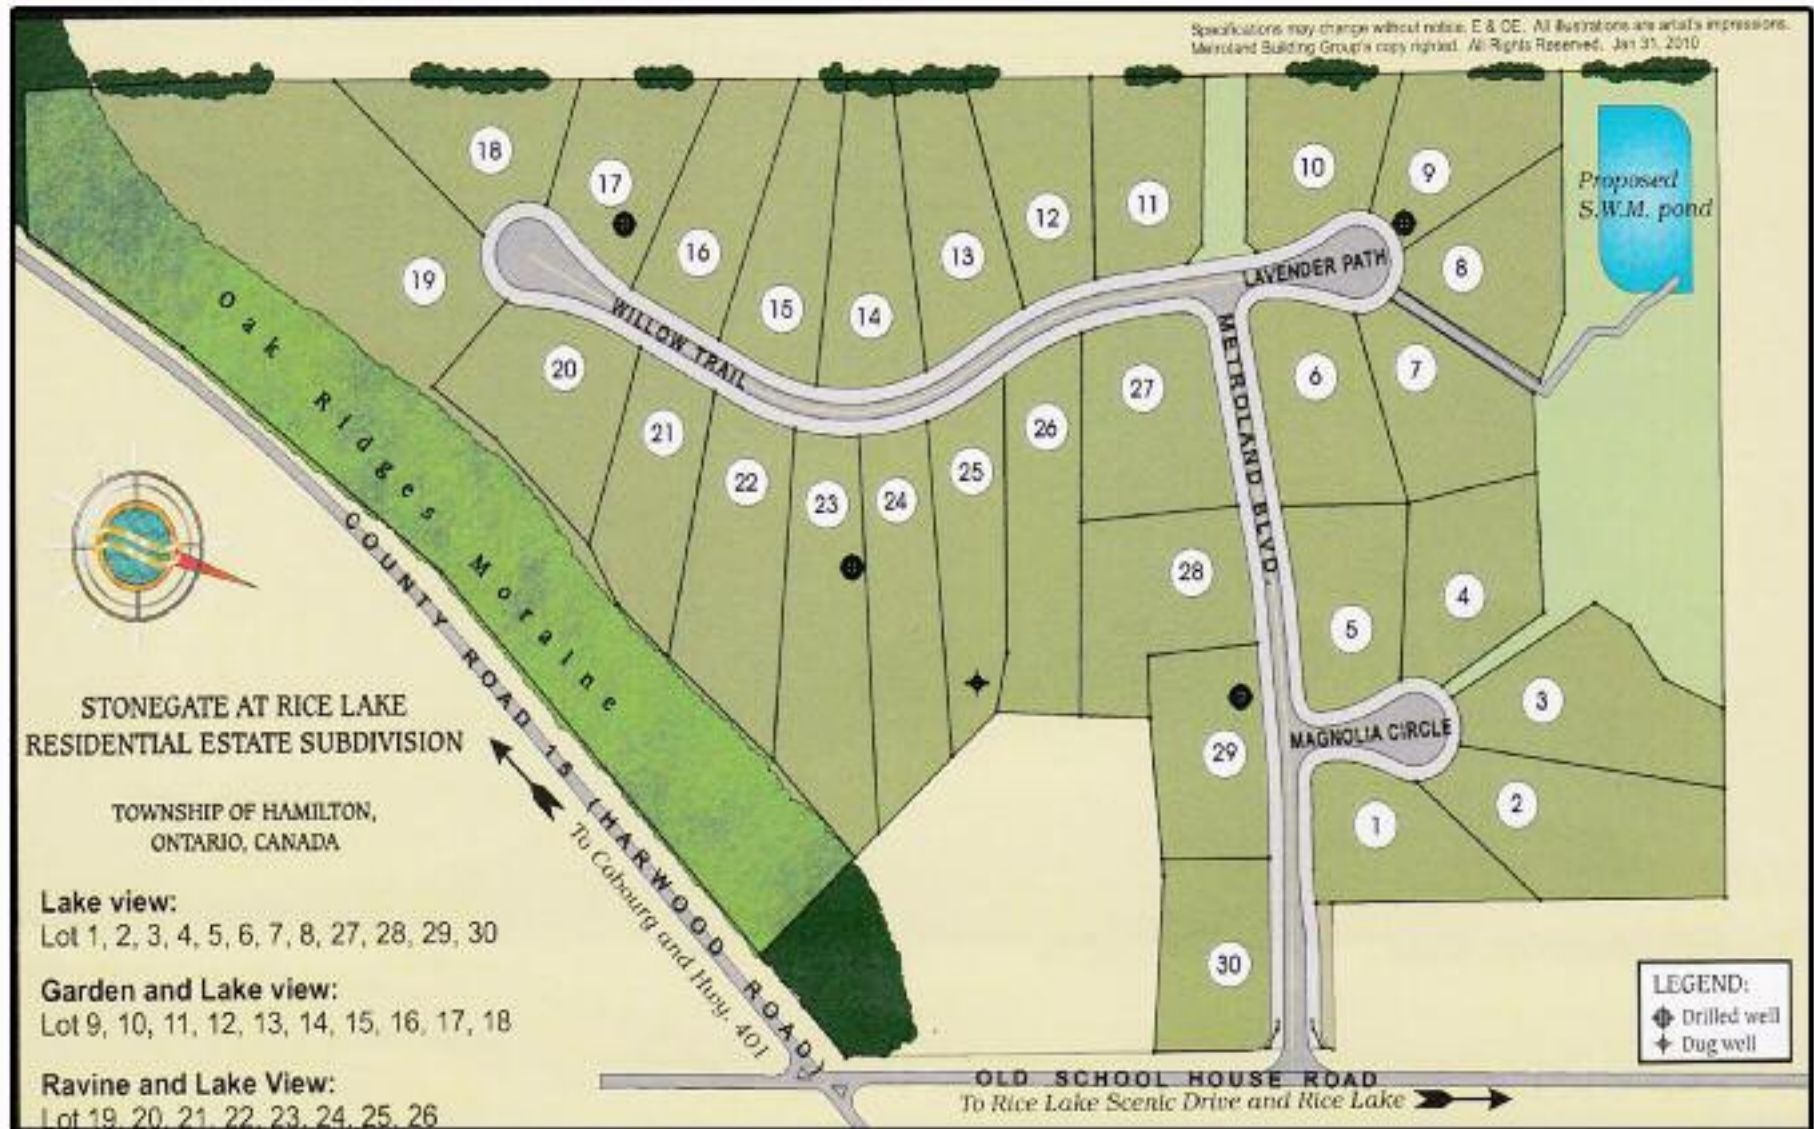 Specifications may change without notice. E & OE. All illustrations are artist's impressions.
Metroland Building Group's copy righted. All Rights Reserved. Jan 31, 2010
18
17
16
15
14
13
12
11
10
9
8
Proposed
S.W.M. pond
19
20
21
22
23
24
25
26
27
28
29
30
6
7
5
4
3
2
1
WILLOW TRAIL
LAVENDER PATH
METROLAND BLVD.
MAGNOLIA CIRCLE
Oak Ridges Moraine
COUNTY ROAD 15 (HARWOOD ROAD)
To Cobourg and Hwy. 401
STONEGATE AT RICE LAKE
RESIDENTIAL ESTATE SUBDIVISION
TOWNSHIP OF HAMILTON,
ONTARIO, CANADA
Lake view:
Lot 1, 2, 3, 4, 5, 6, 7, 8, 27, 28, 29, 30
Garden and Lake view:
Lot 9, 10, 11, 12, 13, 14, 15, 16, 17, 18
Ravine and Lake View:
Lot 19, 20, 21, 22, 23, 24, 25, 26
LEGEND:
Drilled well
Dug well
OLD SCHOOL HOUSE ROAD
To Rice Lake Scenic Drive and Rice Lake